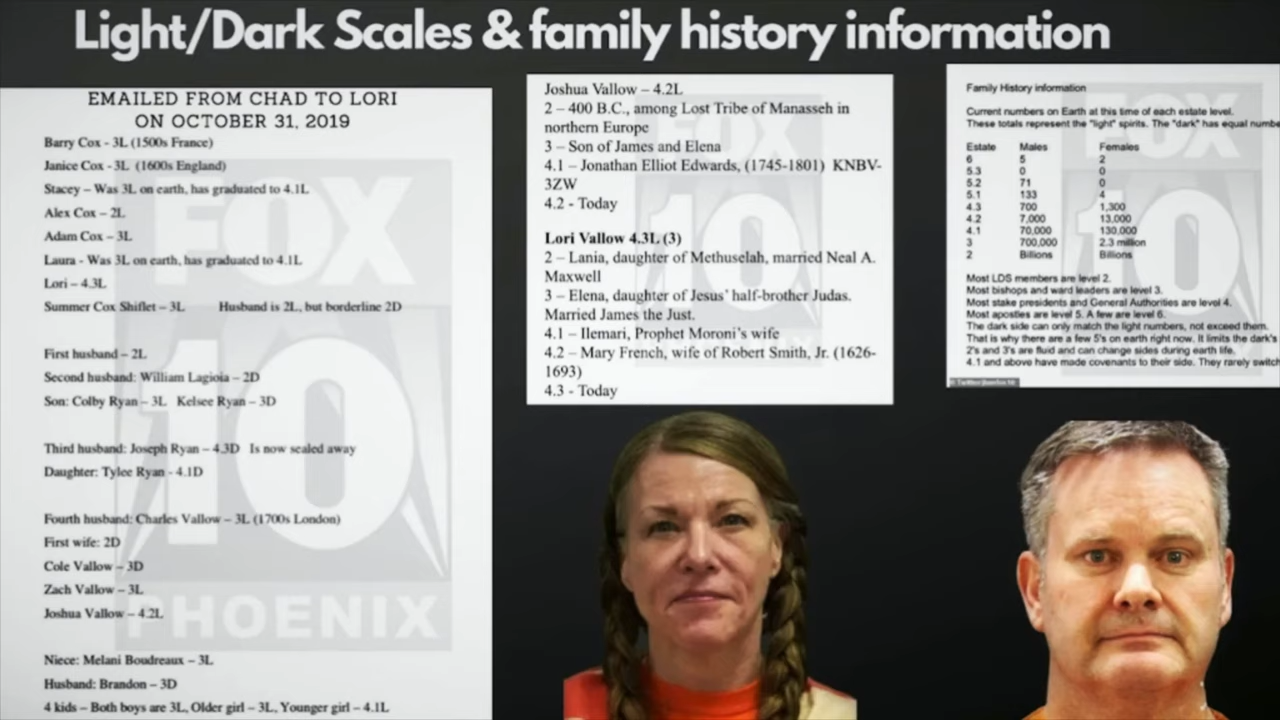 Light/Dark Scales & family history information
EMAILED FROM CHAD TO LORI
ON OCTOBER 31, 2019
Barry Cox - 3L (1500s France)
Janice Cox - 3L (1600s England)
Stacey – Was 3L on earth, has graduated to 4.1L
Alex Cox – 2L
Adam Cox – 3L
Laura - Was 3L on earth, has graduated to 4.1L
Lori – 4.3L
Summer Cox Shiflet – 3L Husband is 2L, but borderline 2D
First husband – 2L
Second husband: William Lagioia – 2D
Son: Colby Ryan – 3L Kelsee Ryan – 3D
Third husband: Joseph Ryan – 4.3D Is now sealed away
Daughter: Tylee Ryan - 4.1D
Fourth husband: Charles Vallow – 3L (1700s London)
First wife: 2D
Cole Vallow – 3D
Zach Vallow – 3L
Joshua Vallow – 4.2L
Niece: Melani Boudreaux – 3L
Husband: Brandon – 3D
4 kids – Both boys are 3L, Older girl – 3L, Younger girl – 4.1L
FOX
10
PHOENIX
Joshua Vallow – 4.2L
2 – 400 B.C., among Lost Tribe of Manasseh in
northern Europe
3 – Son of James and Elena
4.1 – Jonathan Elliot Edwards, (1745-1801) KNBV-
3ZW
4.2 - Today
Lori Vallow 4.3L (3)
2 – Lania, daughter of Methuselah, married Neal A.
Maxwell
3 – Elena, daughter of Jesus' half-brother Judas.
Married James the Just.
4.1 – Ilemari, Prophet Moroni's wife
4.2 – Mary French, wife of Robert Smith, Jr. (1626-
1693)
4.3 - Today
FOX
10
PHOENIX
Family History information
Current numbers on Earth at this time of each estate level.
These totals represent the "light" spirits. The "dark" has equal numbe
Estate Males Females
6 5 2
5.3 0 0
5.2 71 0
5.1 133 4
4.3 700 1,300
4.2 7,000 13,000
4.1 70,000 130,000
3 700,000 2.3 million
2 Billions Billions
Most LDS members are level 2.
Most bishops and ward leaders are level 3.
Most stake presidents and General Authorities are level 4.
Most apostles are level 5. A few are level 6.
The dark side can only match the light numbers, not exceed them.
That is why there are a few 5's on earth right now. It limits the dark's
2's and 3's are fluid and can change sides during earth life.
4.1 and above have made covenants to their side. They rarely switch
FOX
10